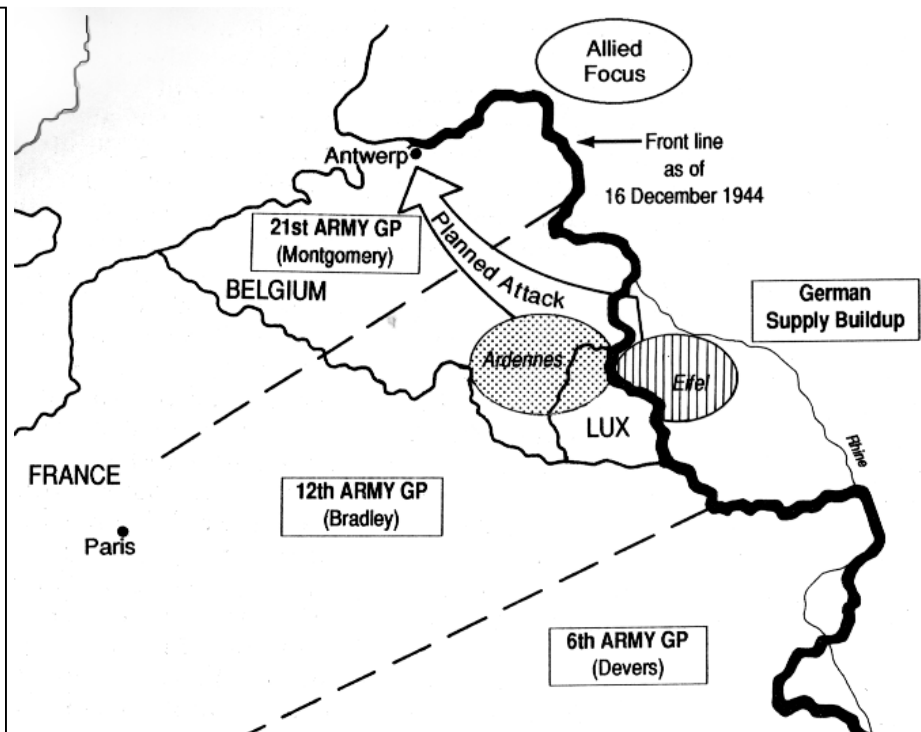 Allied
Focus
Front line
as of
16 December 1944
Antwerp
21st ARMY GP
(Montgomery)
Planned Attack
BELGIUM
German
Supply Buildup
Ardennes
Eifel
LUX
Rhine
FRANCE
12th ARMY GP
(Bradley)
Paris
6th ARMY GP
(Devers)